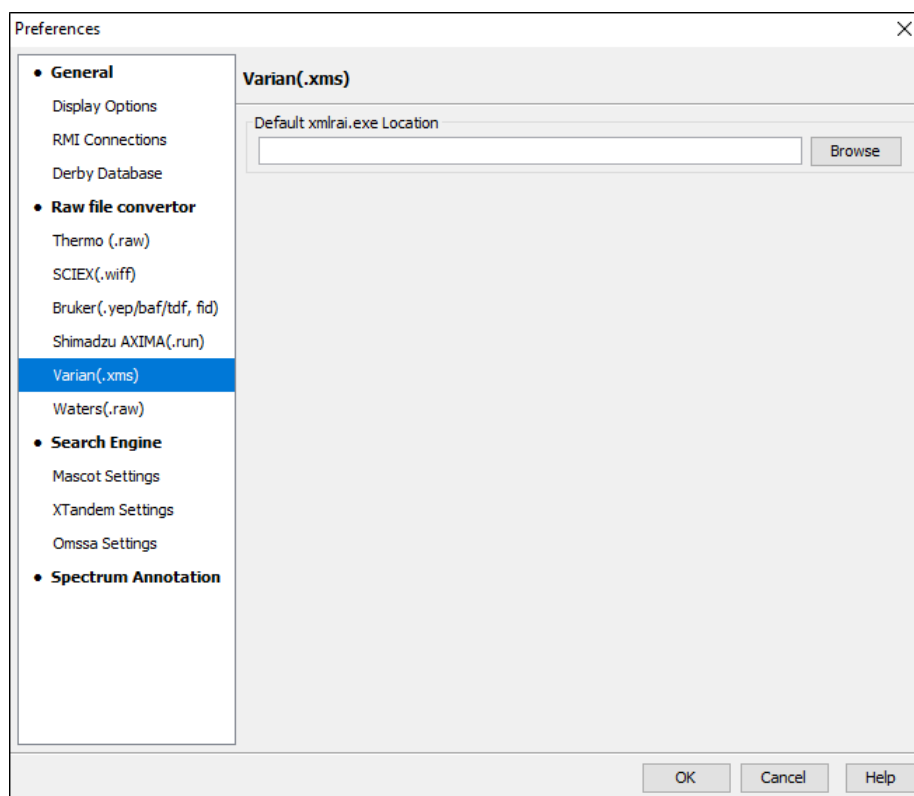 Preferences
• General
Display Options
RMI Connections
Derby Database
• Raw file convertor
Thermo (.raw)
SCIEX(.wiff)
Bruker(.yep/baf/tdf, fid)
Shimadzu AXIMA(.run)
Varian(.xms)
Waters(.raw)
• Search Engine
Mascot Settings
XTandem Settings
Omssa Settings
• Spectrum Annotation
Varian(.xms)
Default xmlrai.exe Location
Browse
OK Cancel Help